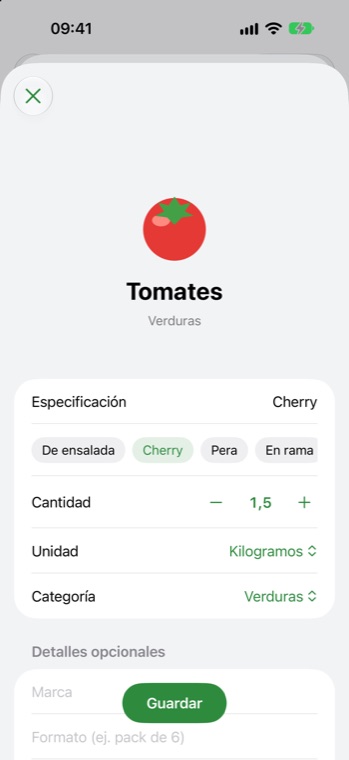 09:41
Tomates
Verduras
Especificación Cherry
De ensalada Cherry Pera En rama
Cantidad − 1,5 +
Unidad Kilogramos
Categoría Verduras
Detalles opcionales
Marca
Guardar
Formato (ej. pack de 6)